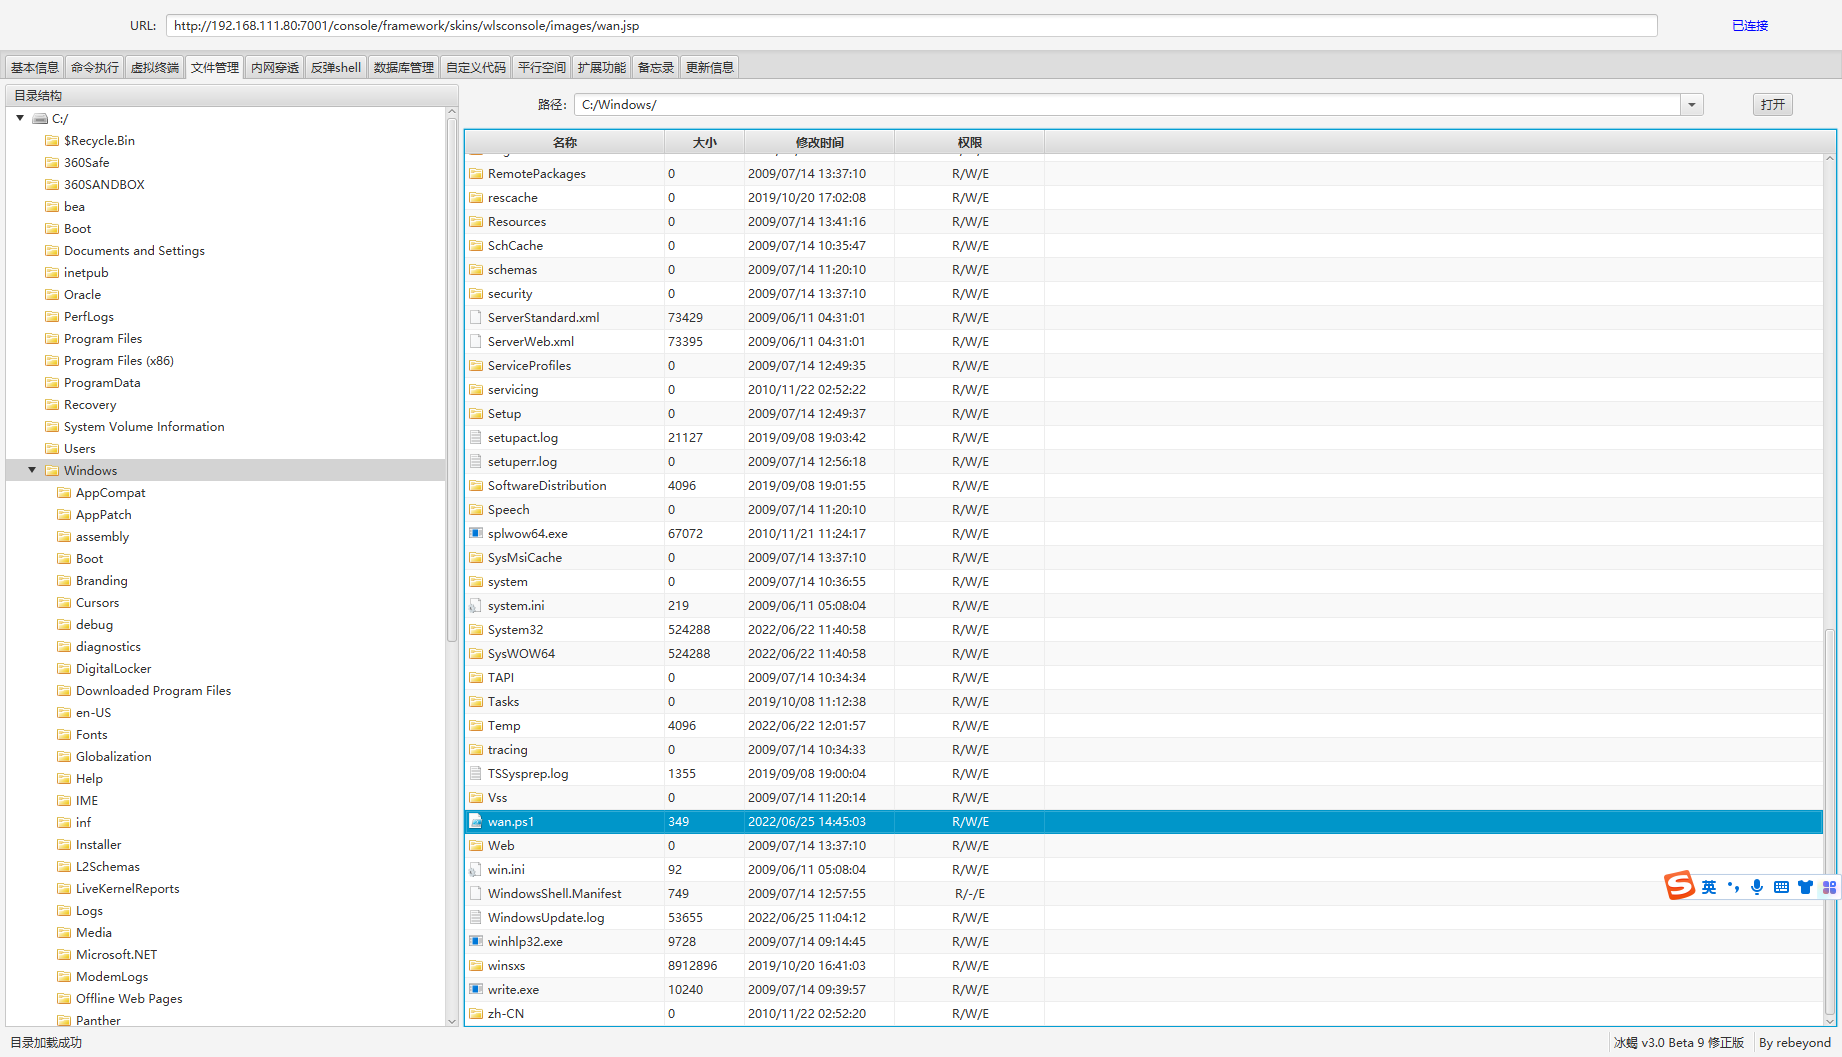 URL: http://192.168.111.80:7001/console/framework/skins/wlsconsole/images/wan.jsp 已连接
基本信息 命令执行 虚拟终端 文件管理 内网穿透 反弹shell 数据库管理 自定义代码 平行空间 扩展功能 备忘录 更新信息
目录结构
C:/
$Recycle.Bin
360Safe
360SANDBOX
bea
Boot
Documents and Settings
inetpub
Oracle
PerfLogs
Program Files
Program Files (x86)
ProgramData
Recovery
System Volume Information
Users
Windows
AppCompat
AppPatch
assembly
Boot
Branding
Cursors
debug
diagnostics
DigitalLocker
Downloaded Program Files
en-US
Fonts
Globalization
Help
IME
inf
Installer
L2Schemas
LiveKernelReports
Logs
Media
Microsoft.NET
ModemLogs
Offline Web Pages
Panther
路径: C:/Windows/ 打开
名称 大小 修改时间 权限
RemotePackages 0 2009/07/14 13:37:10 R/W/E
rescache 0 2019/10/20 17:02:08 R/W/E
Resources 0 2009/07/14 13:41:16 R/W/E
SchCache 0 2009/07/14 10:35:47 R/W/E
schemas 0 2009/07/14 11:20:10 R/W/E
security 0 2009/07/14 13:37:10 R/W/E
ServerStandard.xml 73429 2009/06/11 04:31:01 R/W/E
ServerWeb.xml 73395 2009/06/11 04:31:01 R/W/E
ServiceProfiles 0 2009/07/14 12:49:35 R/W/E
servicing 0 2010/11/22 02:52:22 R/W/E
Setup 0 2009/07/14 12:49:37 R/W/E
setupact.log 21127 2019/09/08 19:03:42 R/W/E
setuperr.log 0 2009/07/14 12:56:18 R/W/E
SoftwareDistribution 4096 2019/09/08 19:01:55 R/W/E
Speech 0 2009/07/14 11:20:10 R/W/E
splwow64.exe 67072 2010/11/21 11:24:17 R/W/E
SysMsiCache 0 2009/07/14 13:37:10 R/W/E
system 0 2009/07/14 10:36:55 R/W/E
system.ini 219 2009/06/11 05:08:04 R/W/E
System32 524288 2022/06/22 11:40:58 R/W/E
SysWOW64 524288 2022/06/22 11:40:58 R/W/E
TAPI 0 2009/07/14 10:34:34 R/W/E
Tasks 0 2019/10/08 11:12:38 R/W/E
Temp 4096 2022/06/22 12:01:57 R/W/E
tracing 0 2009/07/14 10:34:33 R/W/E
TSSysprep.log 1355 2019/09/08 19:00:04 R/W/E
Vss 0 2009/07/14 11:20:14 R/W/E
wan.ps1 349 2022/06/25 14:45:03 R/W/E
Web 0 2009/07/14 13:37:10 R/W/E
win.ini 92 2009/06/11 05:08:04 R/W/E
WindowsShell.Manifest 749 2009/07/14 12:57:55 R/-/E
WindowsUpdate.log 53655 2022/06/25 11:04:12 R/W/E
winhlp32.exe 9728 2009/07/14 09:14:45 R/W/E
winsxs 8912896 2019/10/20 16:41:03 R/W/E
write.exe 10240 2009/07/14 09:39:57 R/W/E
zh-CN 0 2010/11/22 02:52:20 R/W/E
英
目录加载成功
冰蝎 v3.0 Beta 9 修正版 By rebeyond